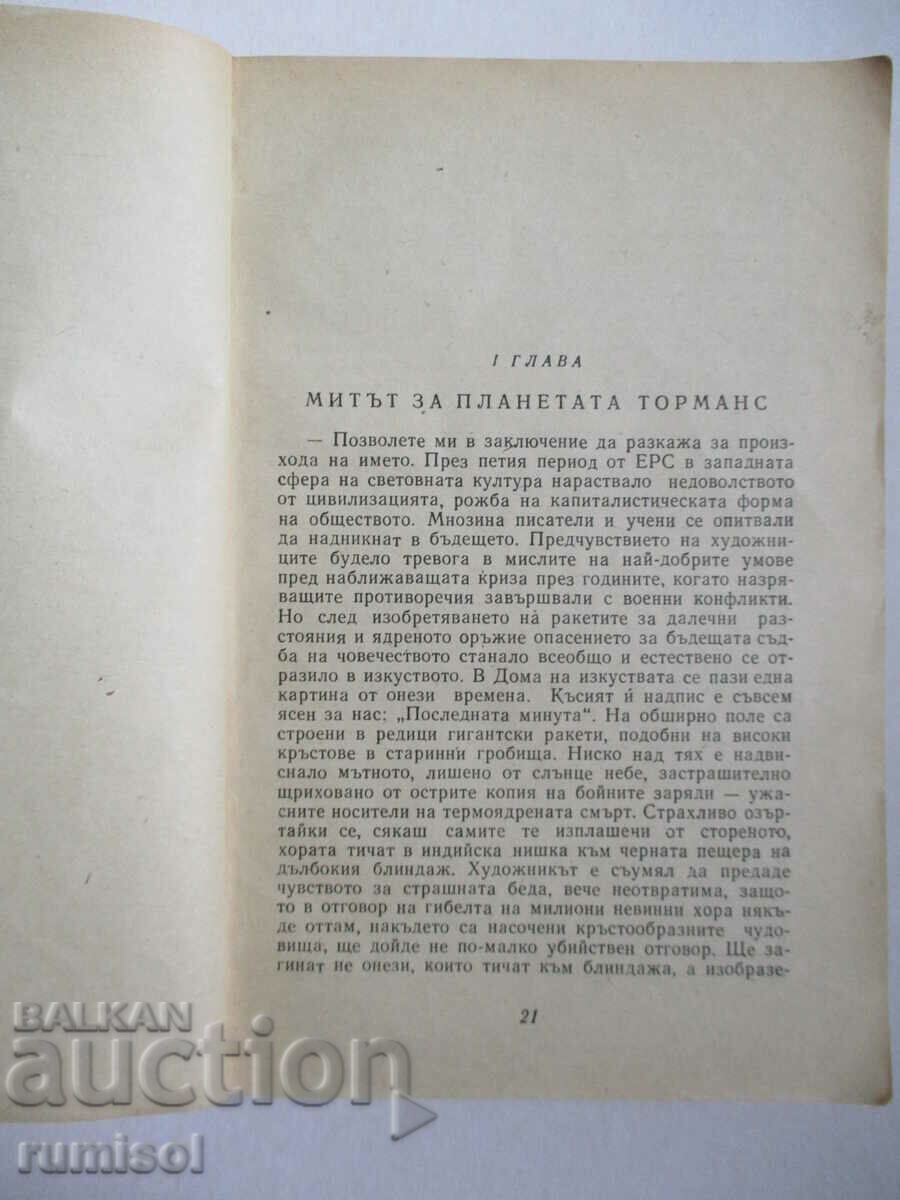 I ГЛАВА
МИТЪТ ЗА ПЛАНЕТАТА ТОРМАНС
— Позволете ми в заключение да разкажа за произ-
хода на името. През петия период от ЕРС в западната
сфера на световната култура нараствало недоволството
от цивилизацията, рожба на капиталистическата форма
на обществото. Мнозина писатели и учени се опитвали
да надникнат в бъдещето. Предчувствието на художни-
ците будело тревога в мислите на най-добрите умове
пред наближаващата криза през годините, когато назря-
ващите противоречия завършвали с военни конфликти.
Но след изобретяването на ракетите за далечни раз-
стояния и ядреното оръжие опасението за бъдещата съд-
ба на човечеството станало всеобщо и естествено се от-
разило в изкуството. В Дома на изкуствата се пази една
картина от онези времена. Късият ѝ надпис е съвсем
ясен за нас: „Последната минута“. На обширно поле са
строени в редици гигантски ракети, подобни на високи
кръстове в старинни гробища. Ниско над тях е надвис-
нало мътното, лишено от слънце небе, застрашително
щриховано от острите копия на бойните заряди — ужа-
сните носители на термоядрената смърт. Страхливо озър-
тайки се, сякаш самите те изплашени от стореното,
хората тичат в индийска нишка към черната пещера на
дълбокия блиндаж. Художникът е съумял да предаде
чувството за страшната беда, вече неотвратима, защо-
то в отговор на гибелта на милиони невинни хора някъ-
де оттам, накъдето са насочени кръстообразните чудо-
вища, ще дойде не по-малко убийствен отговор. Ще за-
гинат не онези, които тичат към блиндажа, а изобразе-
21
BALKAN
auction
rumisol